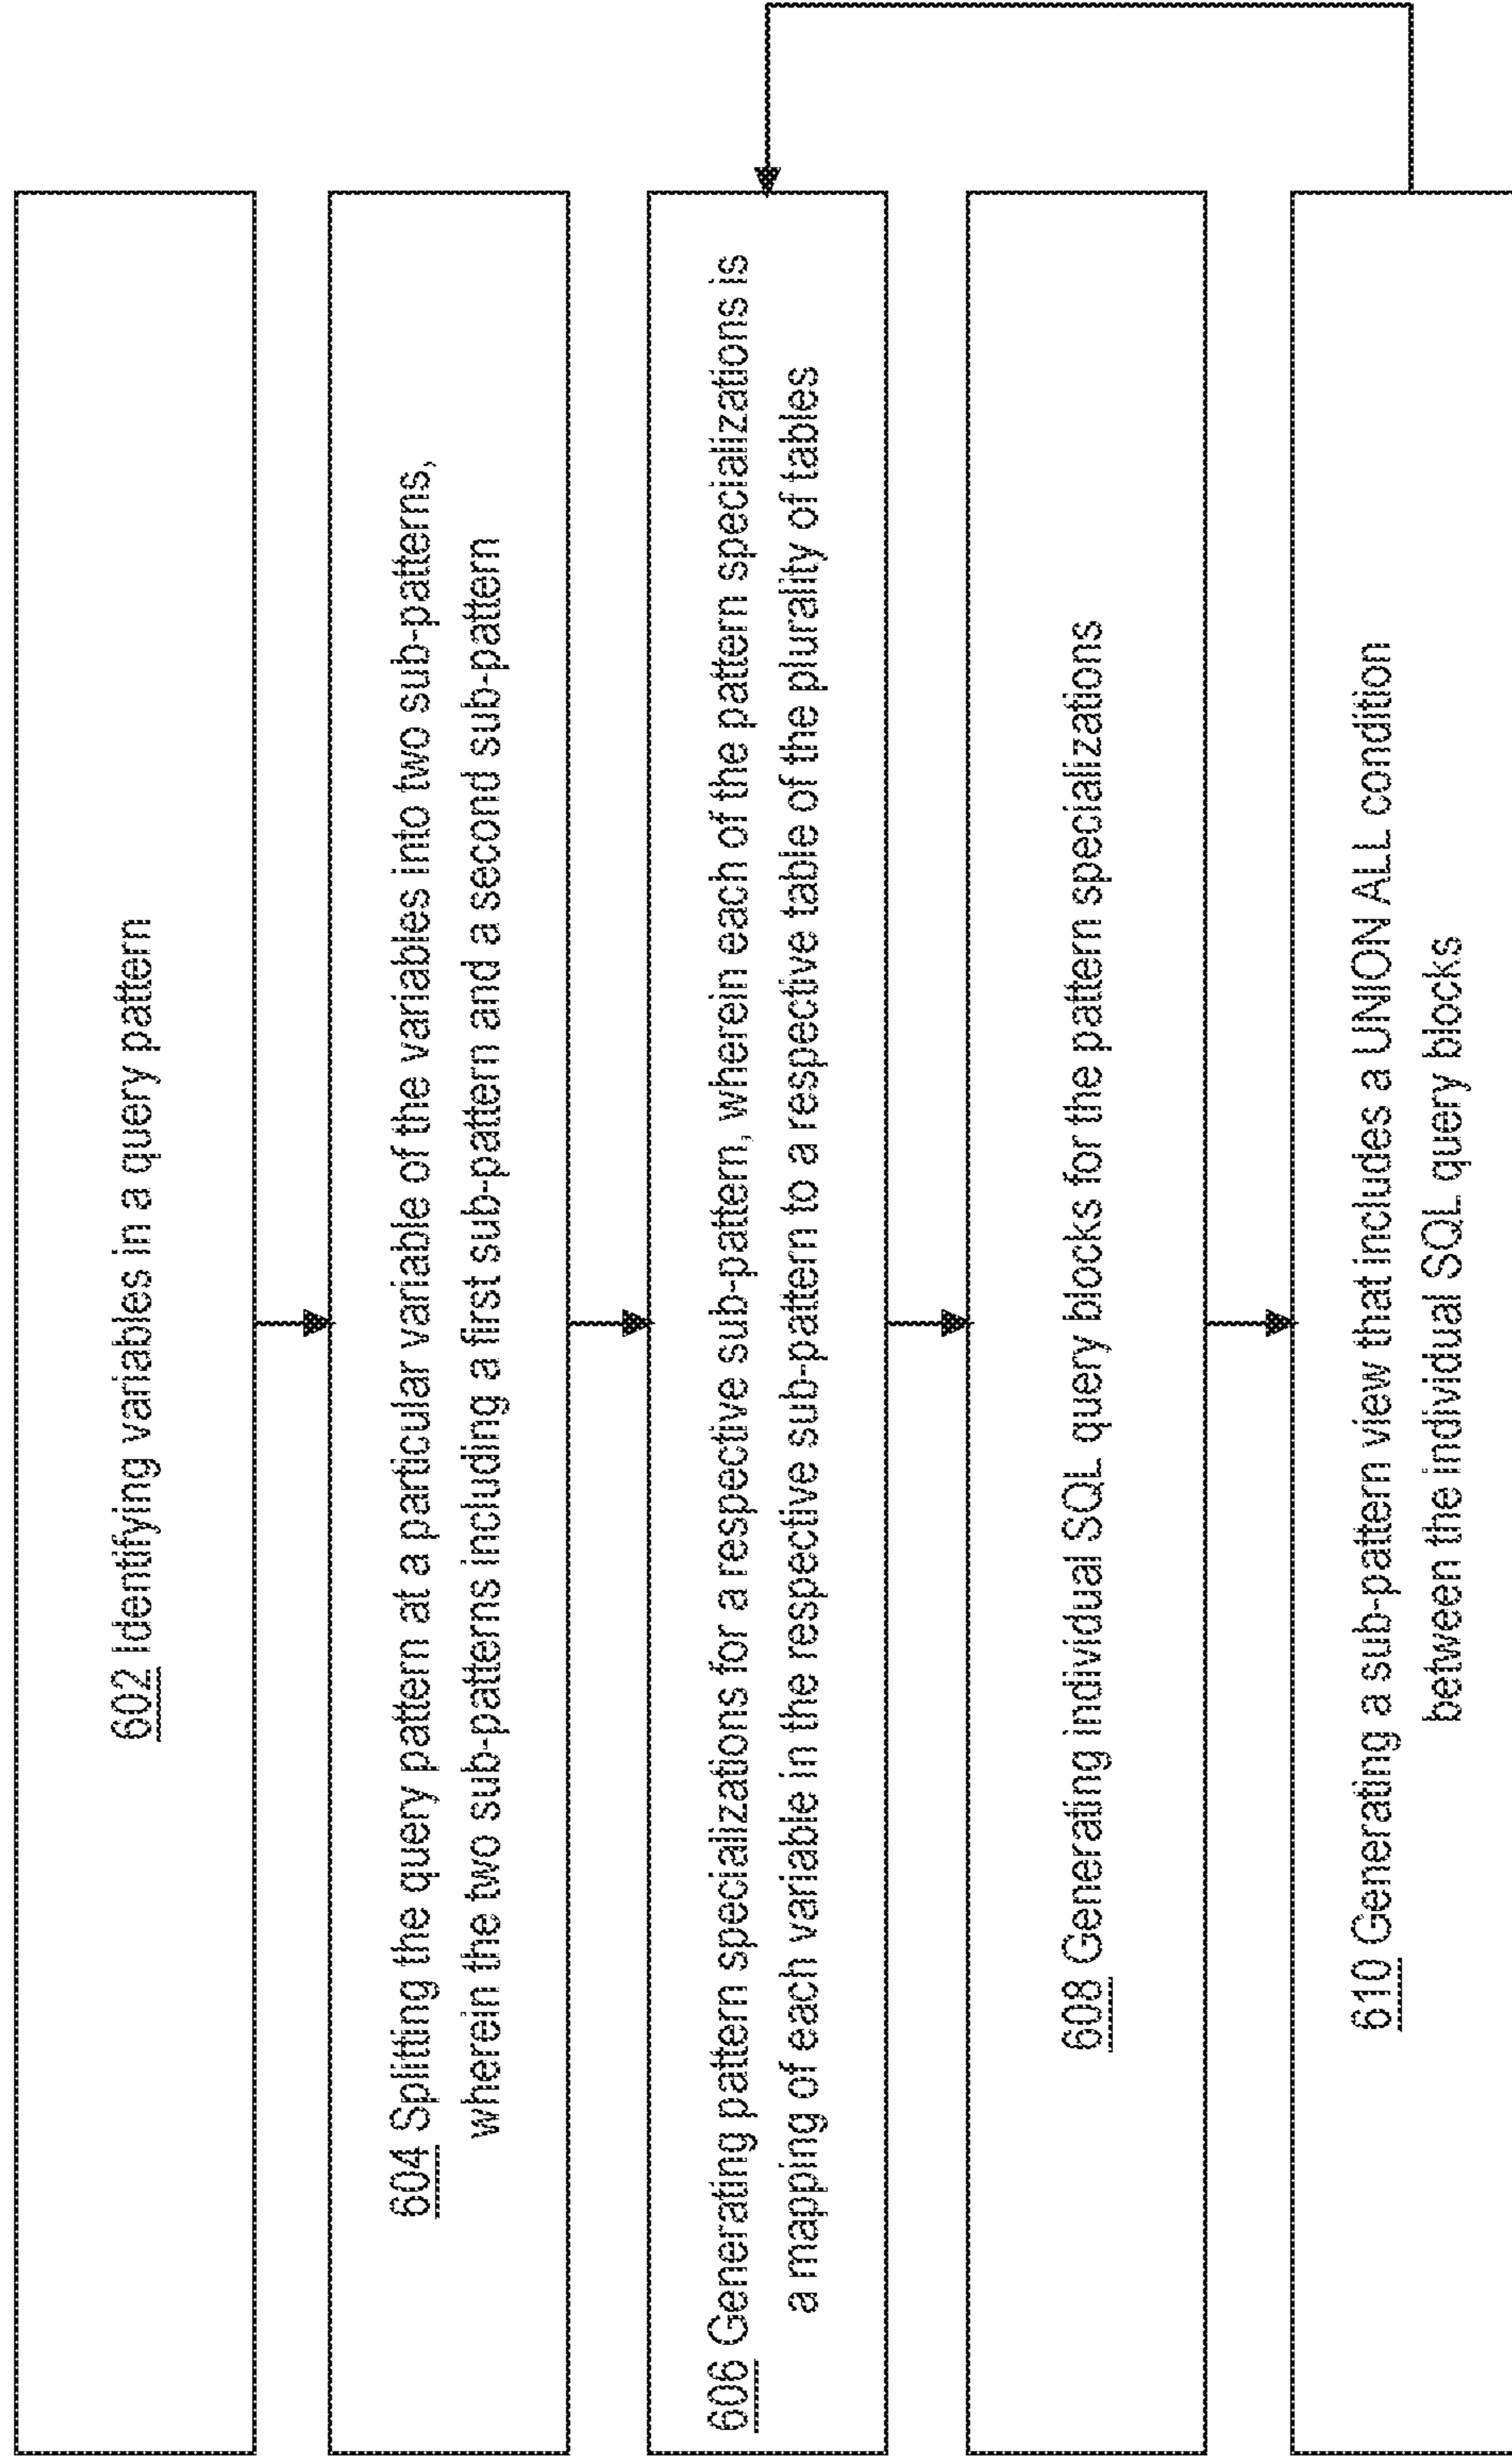 602 Identifying variables in a query pattern
604 Splitting the query pattern at a particular variable of the variables into two sub-patterns,
wherein the two sub-patterns including a first sub-pattern and a second sub-pattern
606 Generating pattern specializations for a respective sub-pattern, wherein each of the pattern specializations is
a mapping of each variable in the respective sub-pattern to a respective table of the plurality of tables
608 Generating individual SQL query blocks for the pattern specializations
610 Generating a sub-pattern view that includes a UNION ALL condition
between the individual SQL query blocks